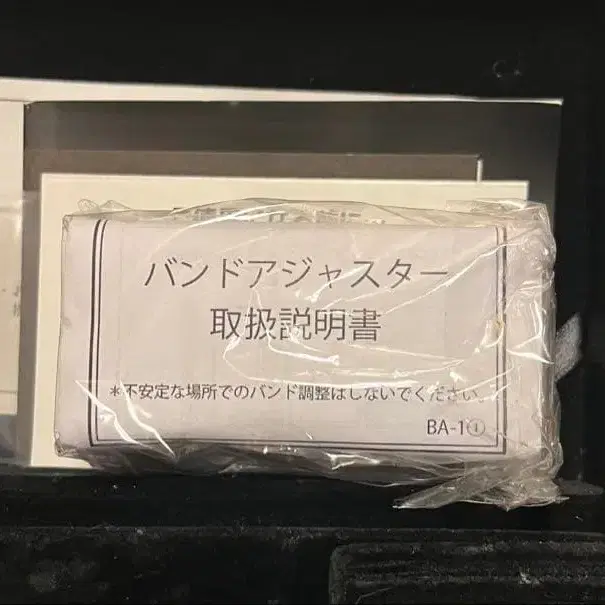 バンドアジャスター
取扱説明書
＊不安定な場所でのバンド調整はしないでください。
BA-1①